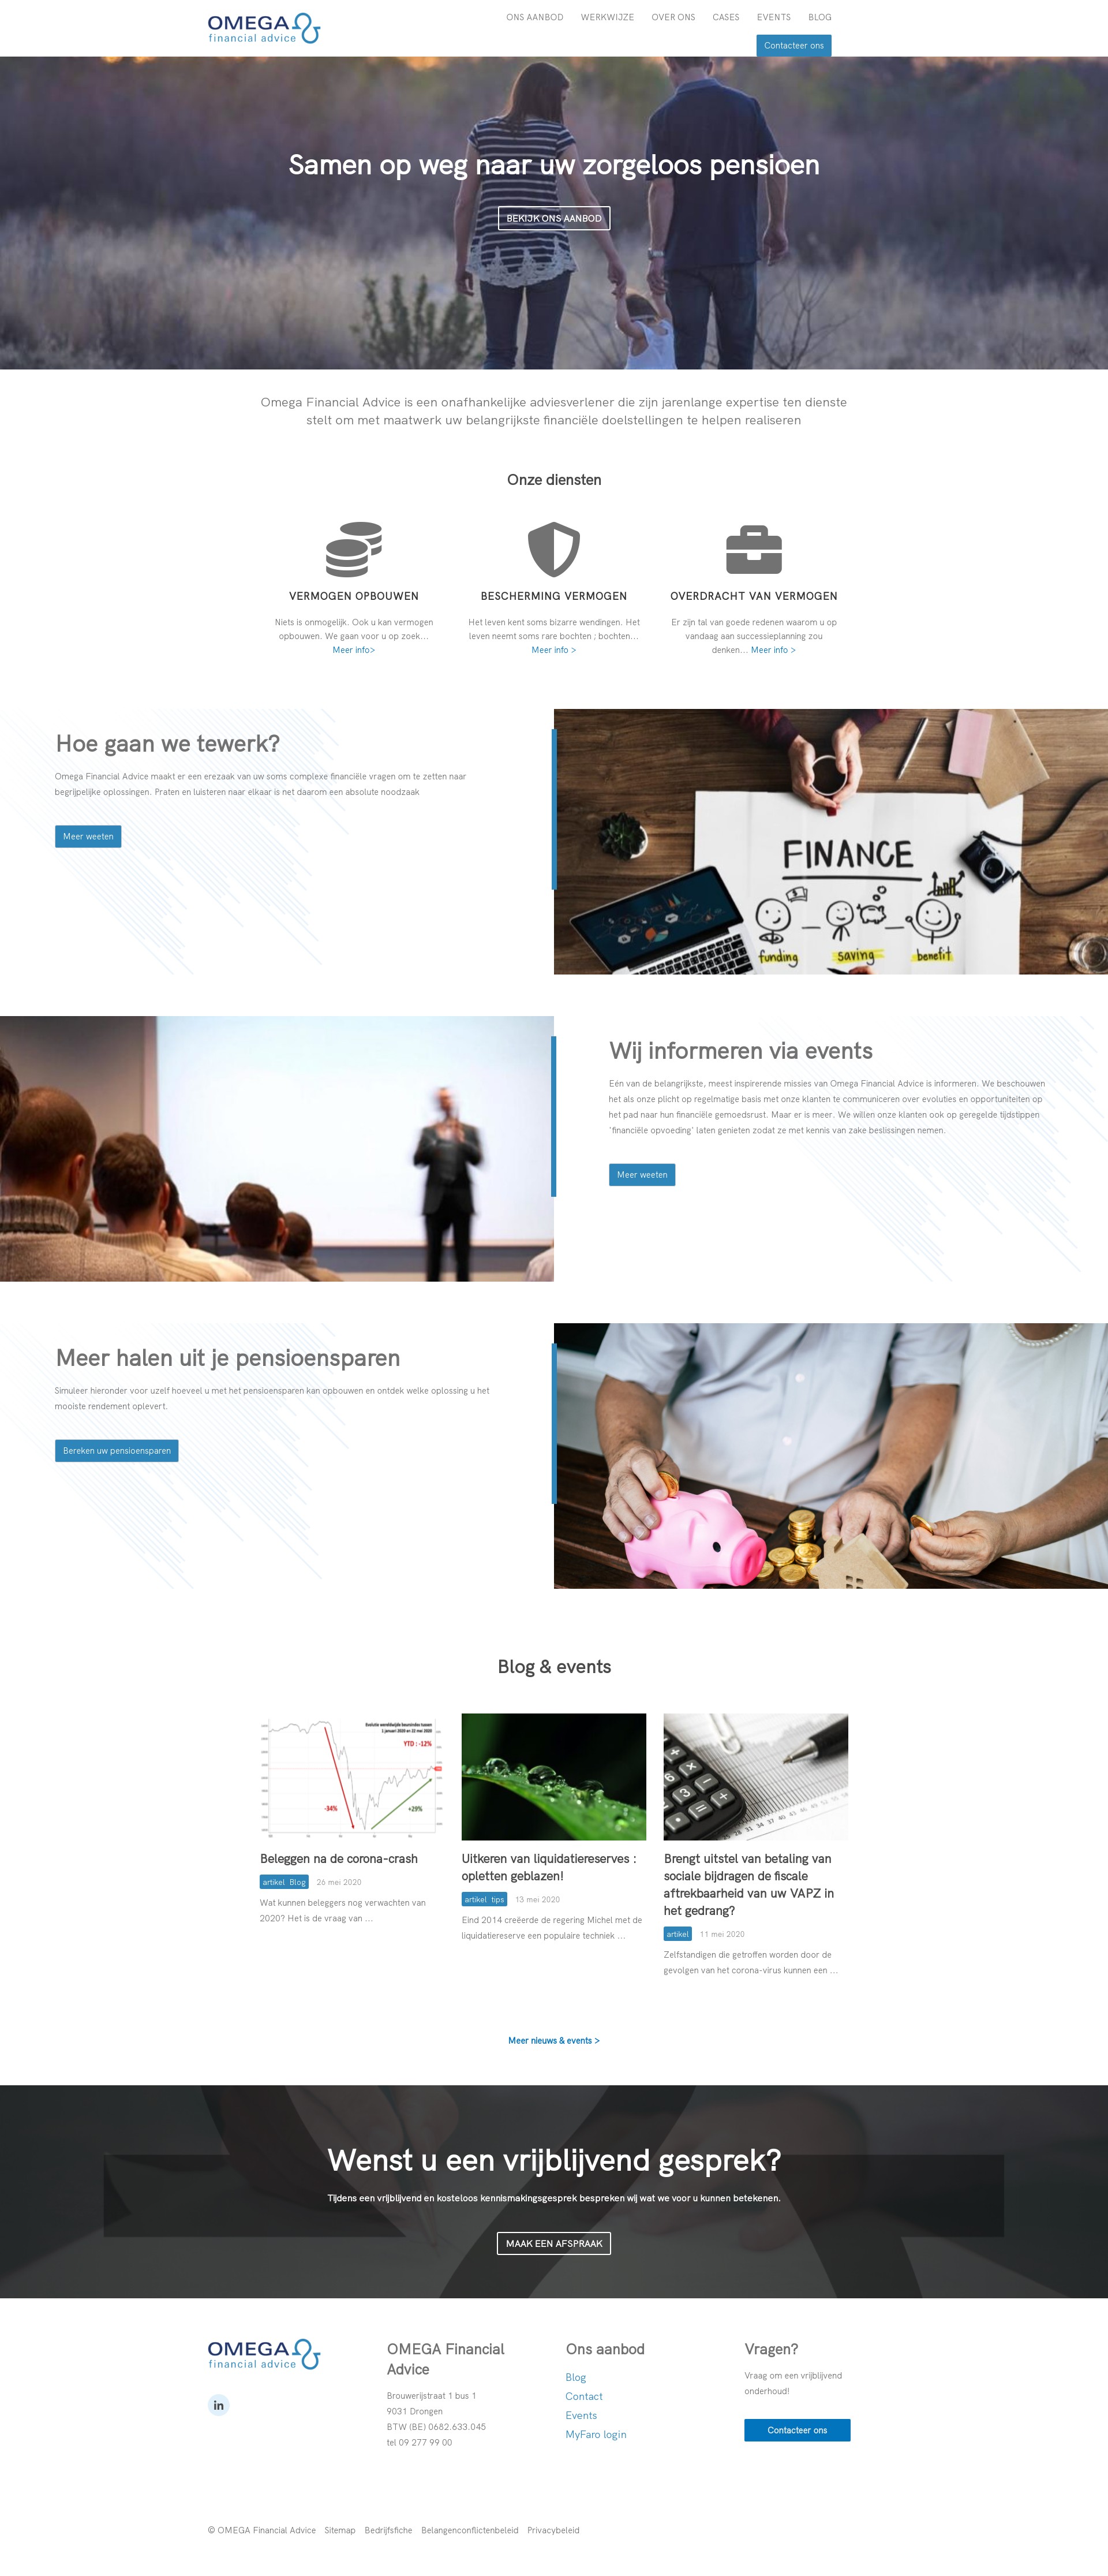 OMEGA
financial advice
ONS AANBOD WERKWIJZE OVER ONS CASES EVENTS BLOG
Contacteer ons
Samen op weg naar uw zorgeloos pensioen
BEKIJK ONS AANBOD
Omega Financial Advice is een onafhankelijke adviesverlener die zijn jarenlange expertise ten dienste
stelt om met maatwerk uw belangrijkste financiële doelstellingen te helpen realiseren
Onze diensten
VERMOGEN OPBOUWEN
Niets is onmogelijk. Ook u kan vermogen
opbouwen. We gaan voor u op zoek...
Meer info>
BESCHERMING VERMOGEN
Het leven kent soms bizarre wendingen. Het
leven neemt soms rare bochten ; bochten...
Meer info >
OVERDRACHT VAN VERMOGEN
Er zijn tal van goede redenen waarom u op
vandaag aan successieplanning zou
denken... Meer info >
Hoe gaan we tewerk?
Omega Financial Advice maakt er een erezaak van uw soms complexe financiële vragen om te zetten naar
begrijpelijke oplossingen. Praten en luisteren naar elkaar is net daarom een absolute noodzaak
Meer weeten
FINANCE
funding saving benefit
Wij informeren via events
Eén van de belangrijkste, meest inspirerende missies van Omega Financial Advice is informeren. We beschouwen
het als onze plicht op regelmatige basis met onze klanten te communiceren over evoluties en opportuniteiten op
het pad naar hun financiële gemoedsrust. Maar er is meer. We willen onze klanten ook op geregelde tijdstippen
'financiële opvoeding' laten genieten zodat ze met kennis van zake beslissingen nemen.
Meer weeten
Meer halen uit je pensioensparen
Simuleer hieronder voor uzelf hoeveel u met het pensioensparen kan opbouwen en ontdek welke oplossing u het
mooiste rendement oplevert.
Bereken uw pensioensparen
Blog & events
Evolutie wereldwijde beursindex tussen
1 januari 2020 en 22 mei 2020
YTD : -12%
-34%
+29%
Beleggen na de corona-crash
artikel Blog 26 mei 2020
Wat kunnen beleggers nog verwachten van
2020? Het is de vraag van ...
Uitkeren van liquidatiereserves :
opletten geblazen!
artikel tips 13 mei 2020
Eind 2014 creëerde de regering Michel met de
liquidatiereserve een populaire techniek ...
Brengt uitstel van betaling van
sociale bijdragen de fiscale
aftrekbaarheid van uw VAPZ in
het gedrang?
artikel 11 mei 2020
Zelfstandigen die getroffen worden door de
gevolgen van het corona-virus kunnen een ...
Meer nieuws & events >
Wenst u een vrijblijvend gesprek?
Tijdens een vrijblijvend en kosteloos kennismakingsgesprek bespreken wij wat we voor u kunnen betekenen.
MAAK EEN AFSPRAAK
OMEGA
financial advice
in
OMEGA Financial
Advice
Brouwerijstraat 1 bus 1
9031 Drongen
BTW (BE) 0682.633.045
tel 09 277 99 00
Ons aanbod
Blog
Contact
Events
MyFaro login
Vragen?
Vraag om een vrijblijvend
onderhoud!
Contacteer ons
© OMEGA Financial Advice Sitemap Bedrijfsfiche Belangenconflictenbeleid Privacybeleid